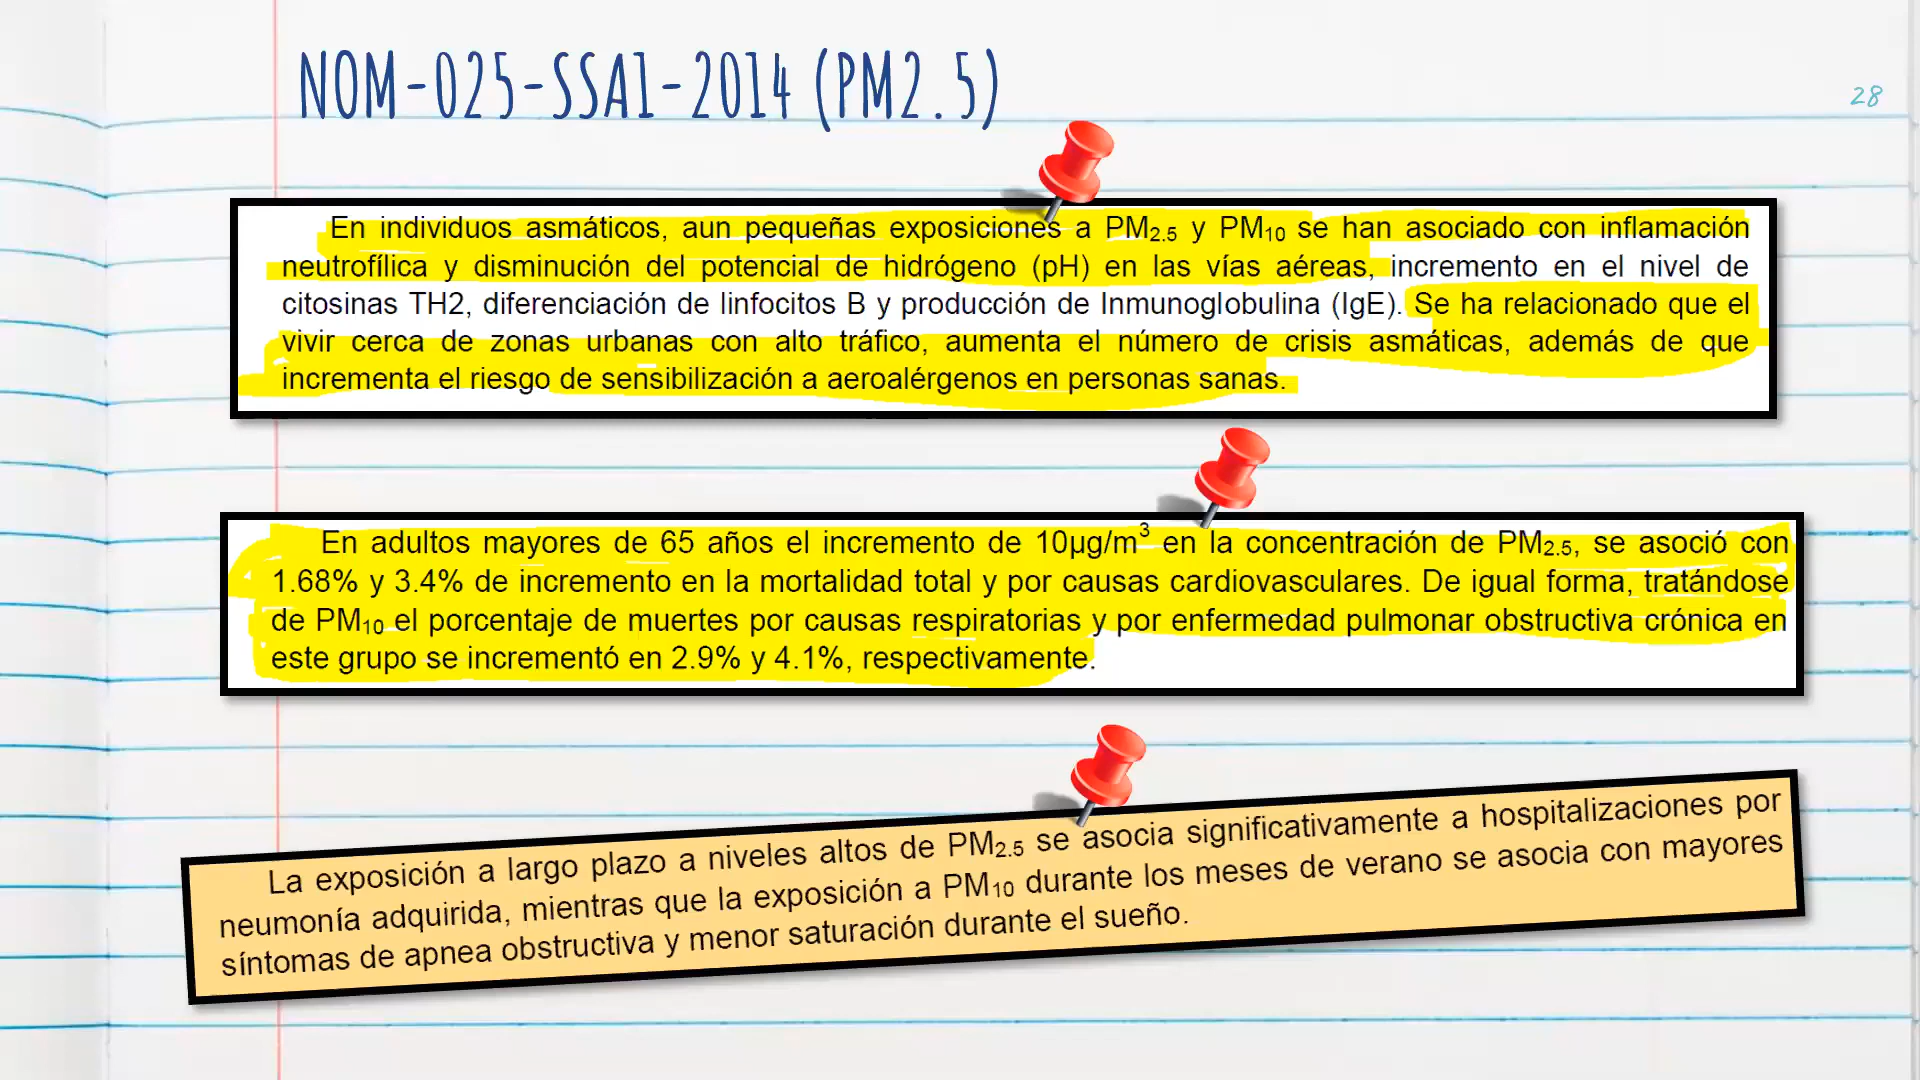 NOM-025-SSA1-2014 (PM2.5)
28
En individuos asmáticos, aun pequeñas exposiciones a PM2.5 y PM10 se han asociado con inflamación
neutrofílica y disminución del potencial de hidrógeno (pH) en las vías aéreas, incremento en el nivel de
citosinas TH2, diferenciación de linfocitos B y producción de Inmunoglobulina (IgE). Se ha relacionado que el
vivir cerca de zonas urbanas con alto tráfico, aumenta el número de crisis asmáticas, además de que
incrementa el riesgo de sensibilización a aeroalérgenos en personas sanas.
En adultos mayores de 65 años el incremento de 10µg/m³ en la concentración de PM2.5, se asoció con
1.68% y 3.4% de incremento en la mortalidad total y por causas cardiovasculares. De igual forma, tratándose
de PM10 el porcentaje de muertes por causas respiratorias y por enfermedad pulmonar obstructiva crónica en
este grupo se incrementó en 2.9% y 4.1%, respectivamente.
La exposición a largo plazo a niveles altos de PM2.5 se asocia significativamente a hospitalizaciones por
neumonía adquirida, mientras que la exposición a PM10 durante los meses de verano se asocia con mayores
síntomas de apnea obstructiva y menor saturación durante el sueño.